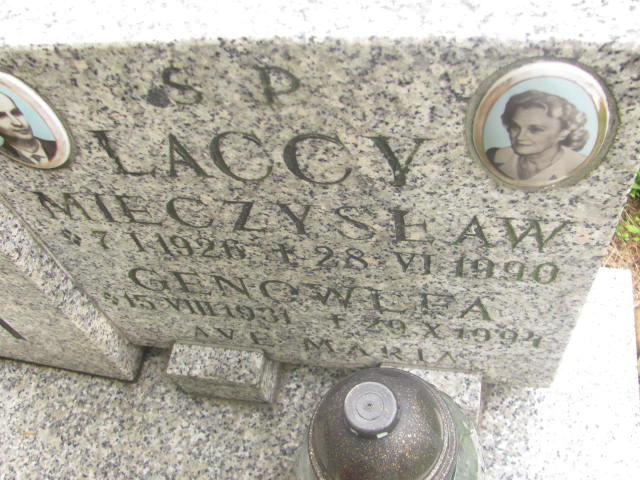 S P
LACCY
MIECZYSŁAW
* 7 I 1926 + 28 VI 1990
GENOWEFA
* 15 VIII 1931 + 29 X 1994
AVE MARIA